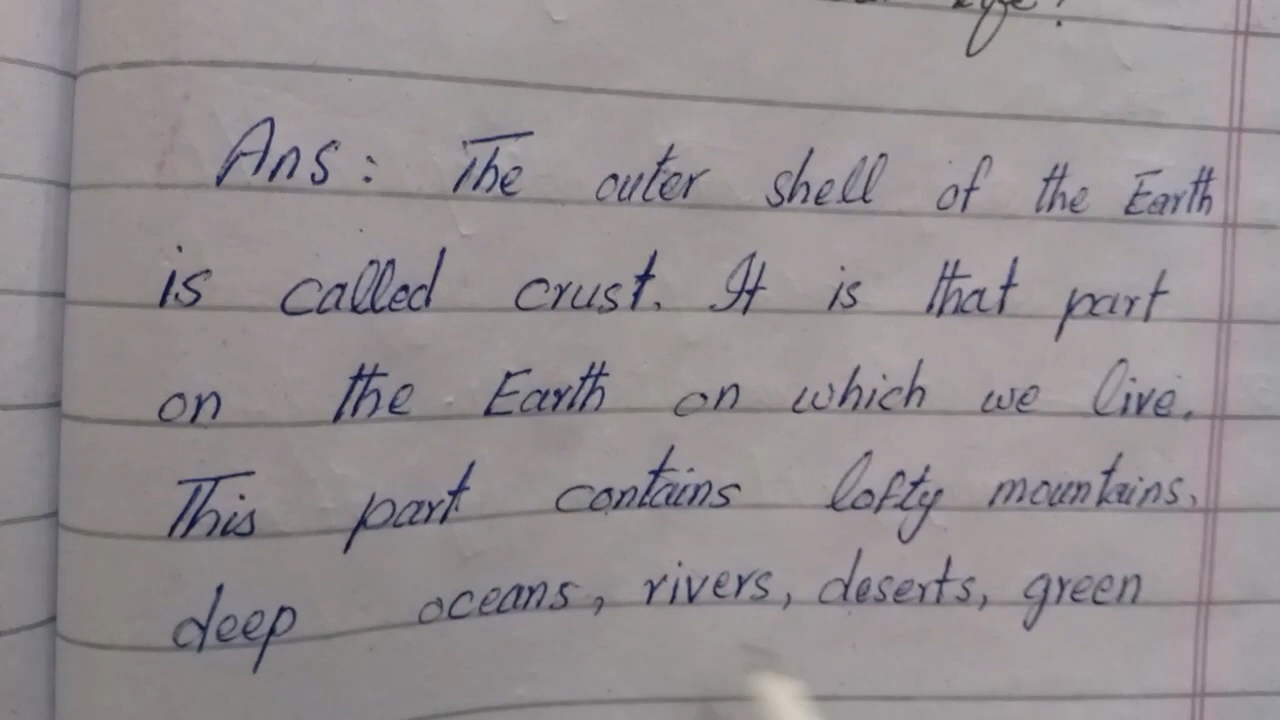 Ans: The outer shell of the Earth
is called crust. It is that part
on the Earth on which we live.
This part contains lofty mountains,
deep oceans, rivers, deserts, green